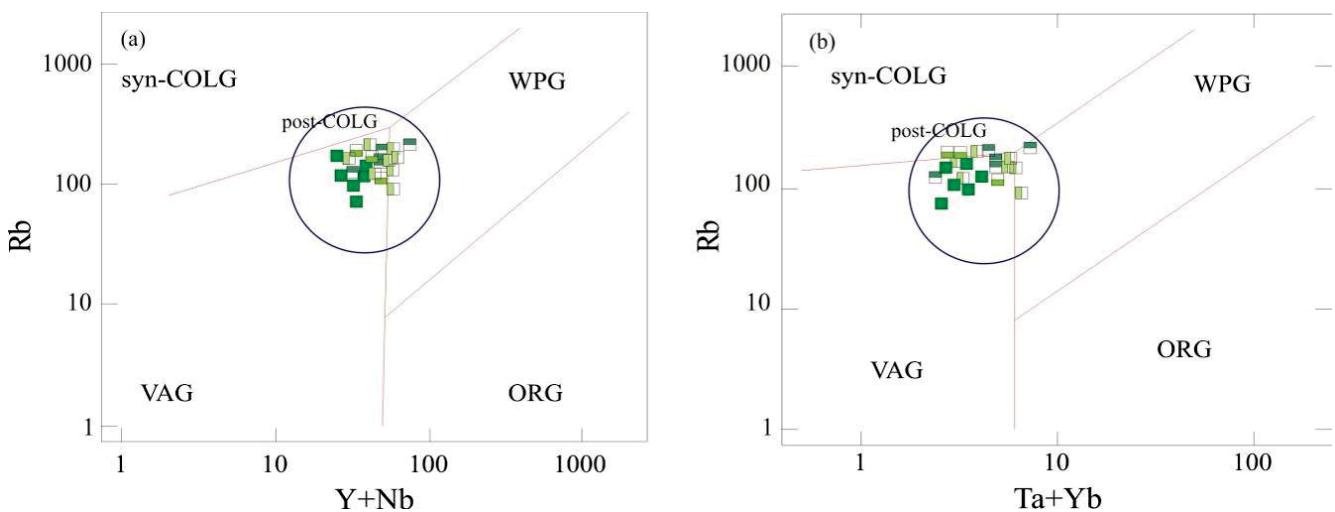 (a)
1000
syn-COLG
WPG
post-COLG
100
Rb
10
VAG
ORG
1
1
10
100
1000
Y+Nb
(b)
1000
syn-COLG
WPG
post-COLG
100
Rb
10
VAG
ORG
1
1
10
100
Ta+Yb